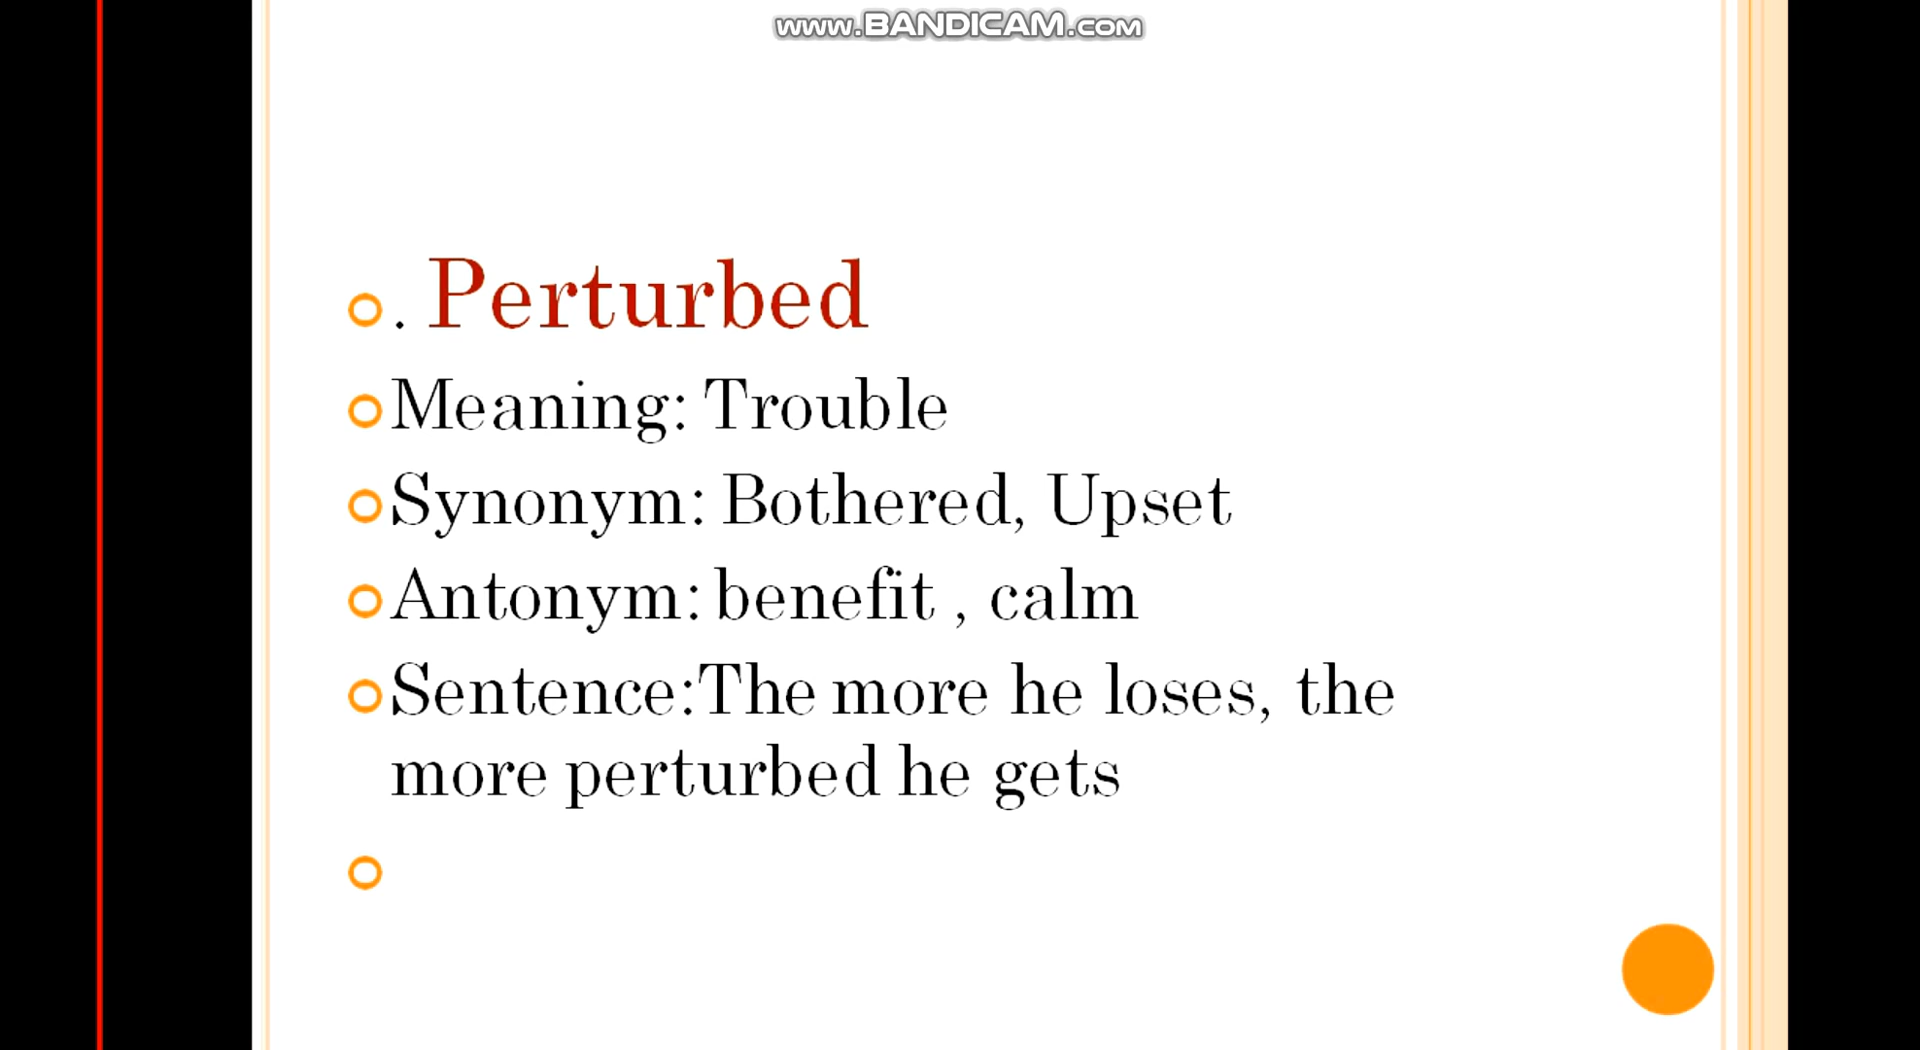 www.BANDICAM.com
. Perturbed
Meaning: Trouble
Synonym: Bothered, Upset
Antonym: benefit , calm
Sentence:The more he loses, the
more perturbed he gets